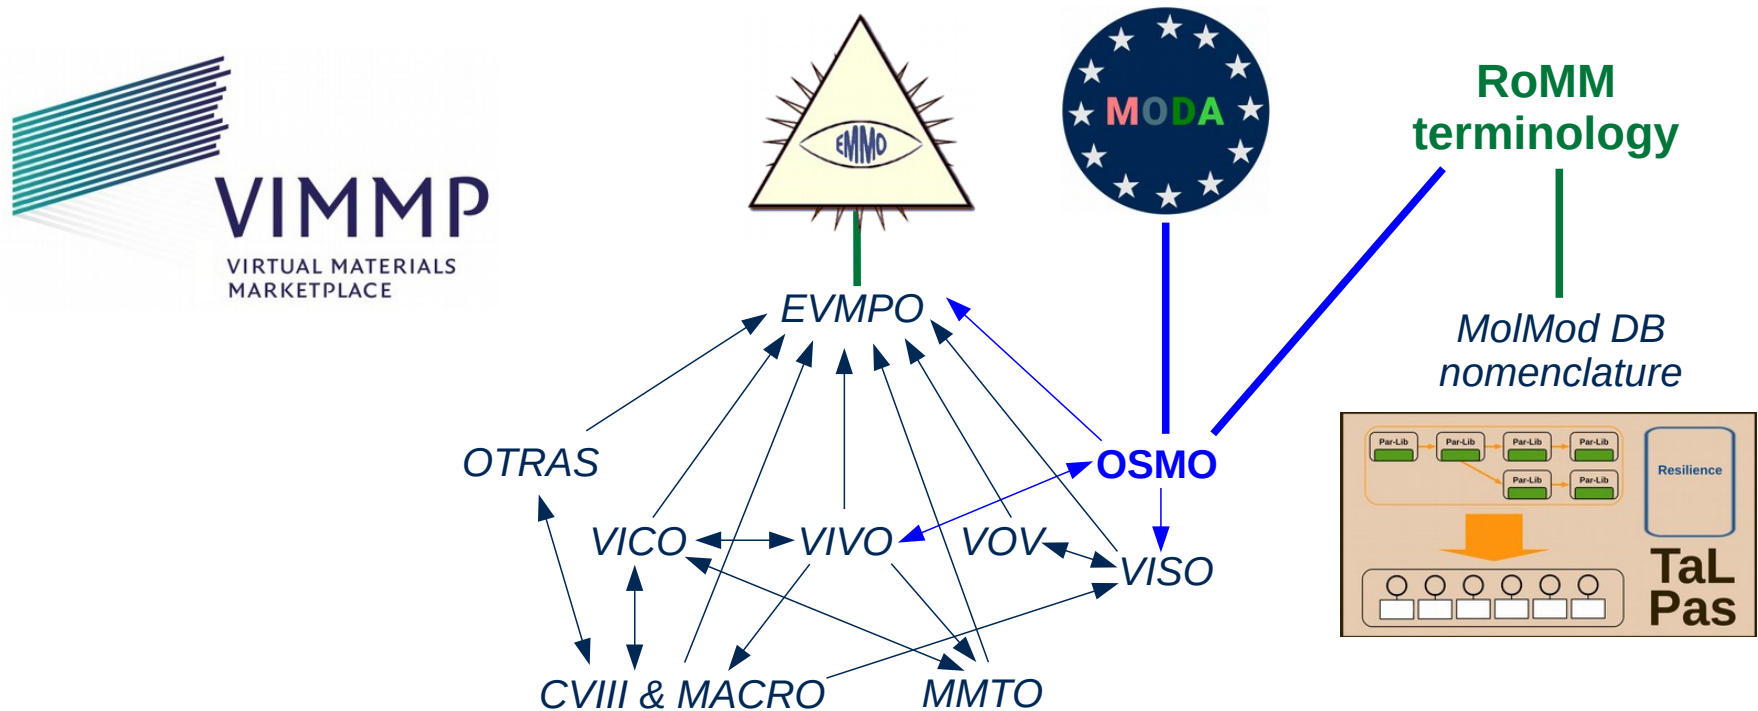 VIMMP
VIRTUAL MATERIALS
MARKETPLACE
EMMO
MODA
RoMM
terminology
EVMPO
MolMod DB
nomenclature
OTRAS
OSMO
VICO
VIVO
VOV
VISO
CVIII & MACRO
MMTO
Par-Lib
Par-Lib
Par-Lib
Par-Lib
Par-Lib
Par-Lib
Resilience
TaL
Pas